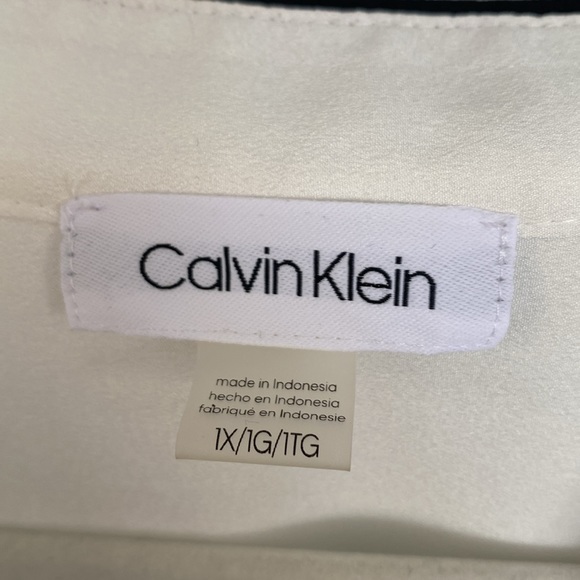 Calvin Klein
made in Indonesia
hecho en Indonesia
fabriqué en Indonesie
1X/1G/1TG